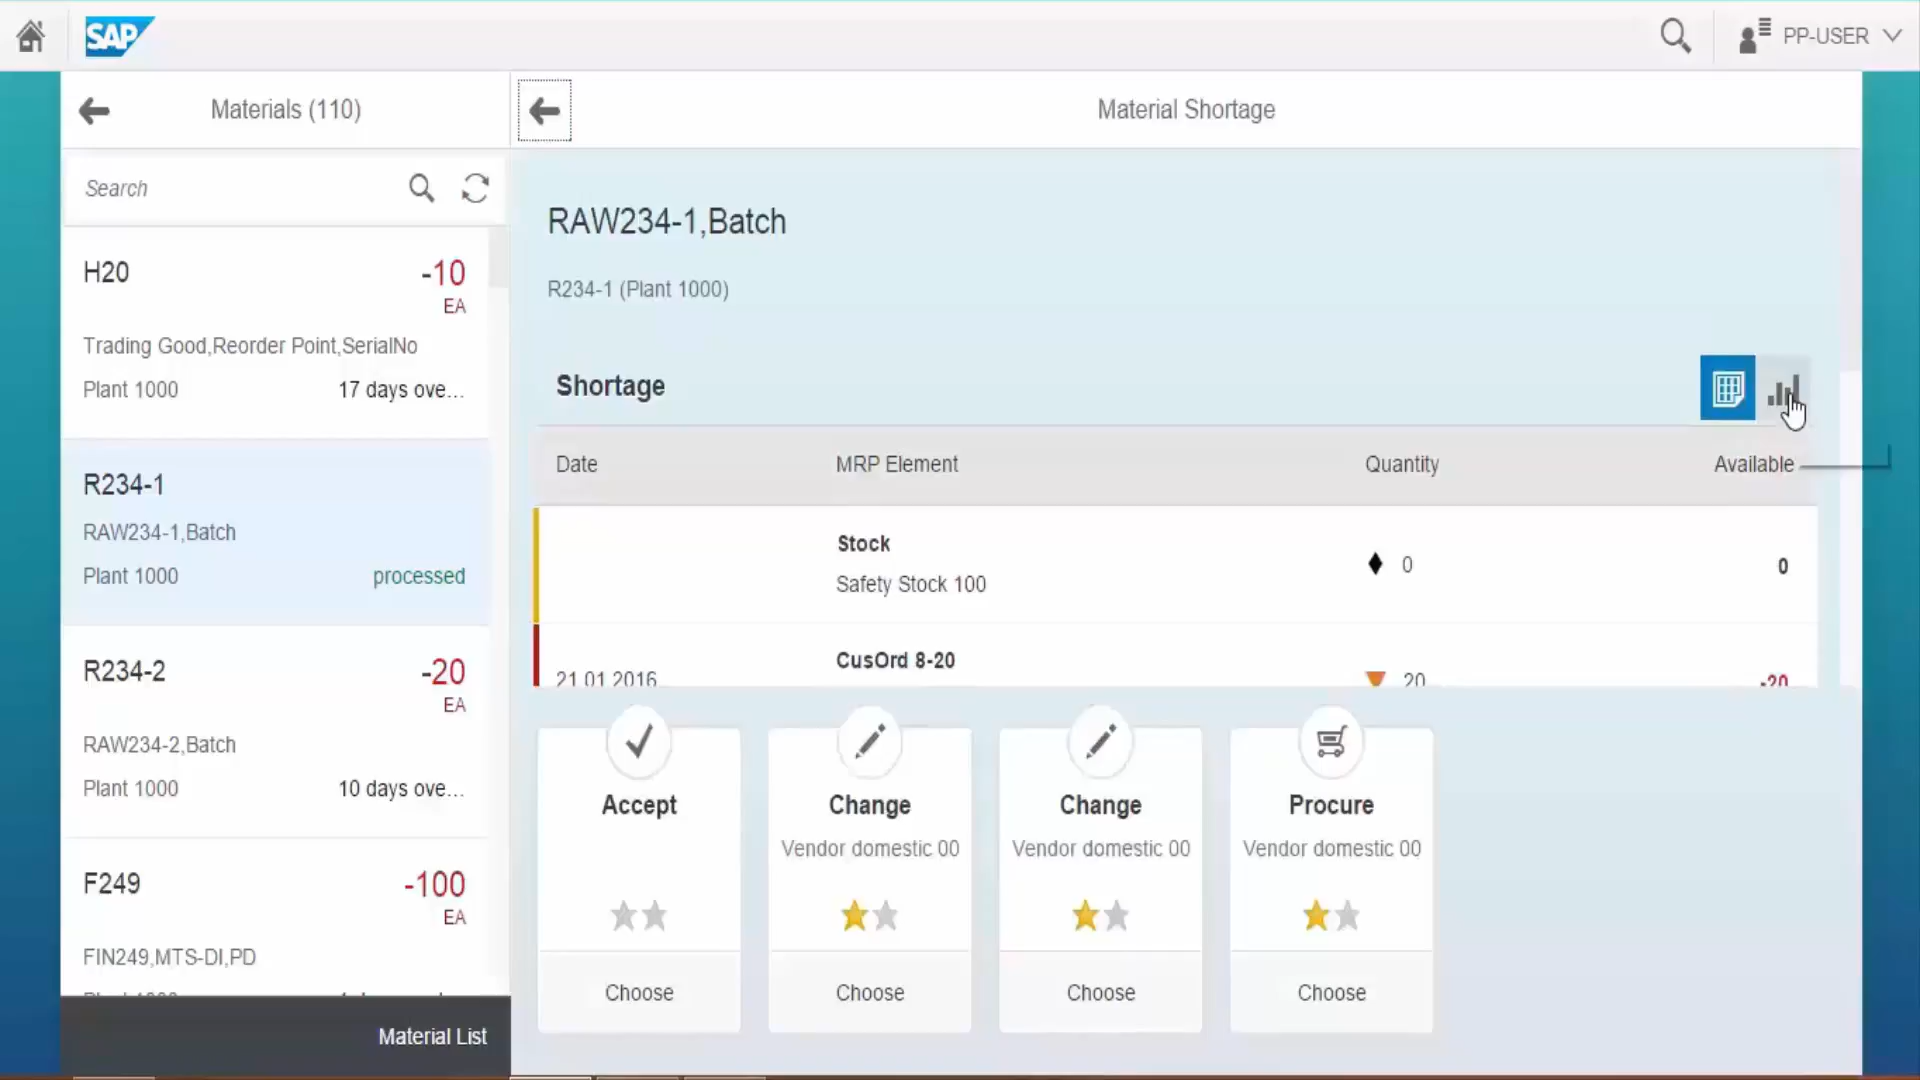 SAP
PP-USER
Materials (110)
Material Shortage
Search
H20
-10
EA
Trading Good,Reorder Point,SerialNo
Plant 1000
17 days ove...
R234-1
RAW234-1,Batch
Plant 1000
processed
R234-2
-20
EA
RAW234-2,Batch
Plant 1000
10 days ove...
F249
-100
EA
FIN249,MTS-DI,PD
Material List
RAW234-1,Batch
R234-1 (Plant 1000)
Shortage
Date
MRP Element
Quantity
Available
Stock
Safety Stock 100
0
0
CusOrd 8-20
21.01.2016
20
-20
Accept
Choose
Change
Vendor domestic 00
Choose
Change
Vendor domestic 00
Choose
Procure
Vendor domestic 00
Choose